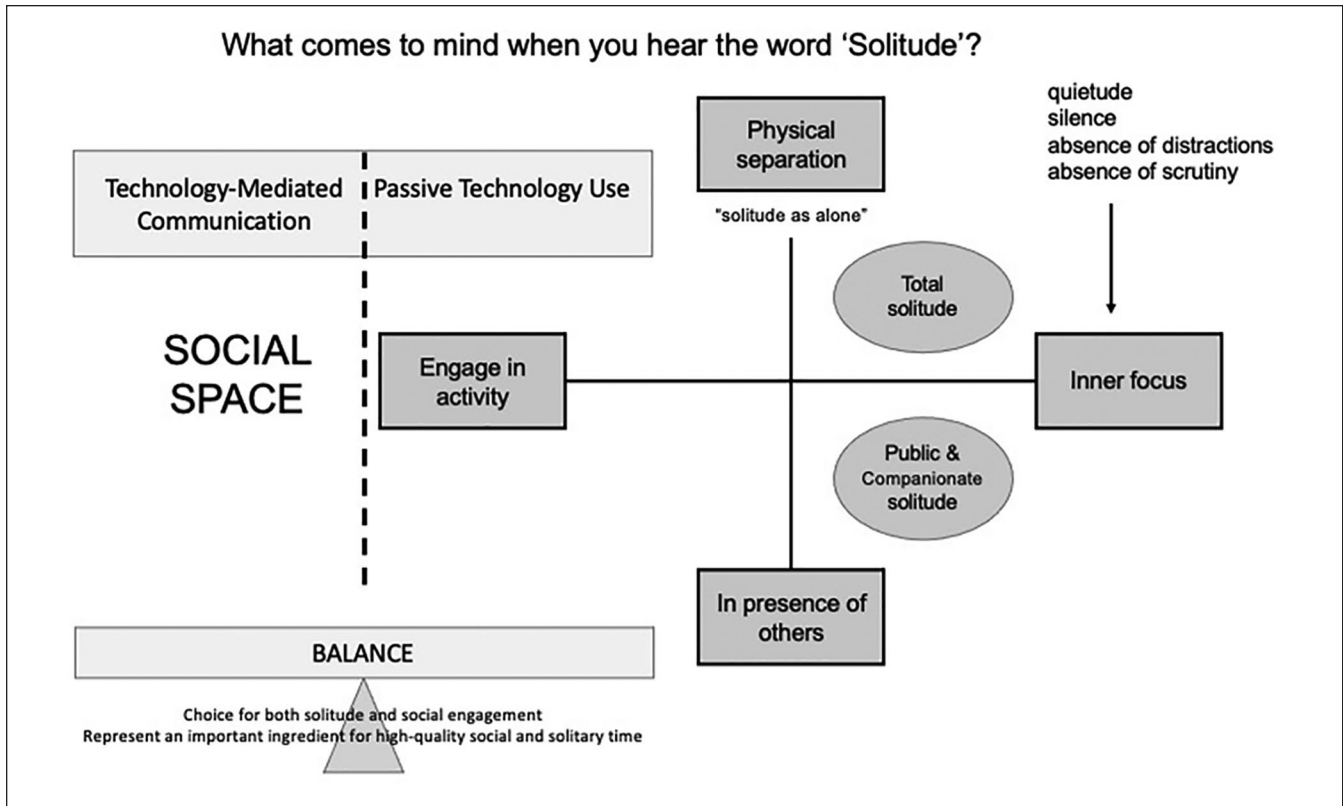 What comes to mind when you hear the word ‘Solitude’?
Technology-Mediated
Communication
Passive Technology Use
SOCIAL
SPACE
Engage in
activity
Physical
separation
"solitude as alone"
Total
solitude
Public &
Companionate
solitude
In presence of
others
quietude
silence
absence of distractions
absence of scrutiny
Inner focus
BALANCE
Choice for both solitude and social engagement
Represent an important ingredient for high-quality social and solitary time